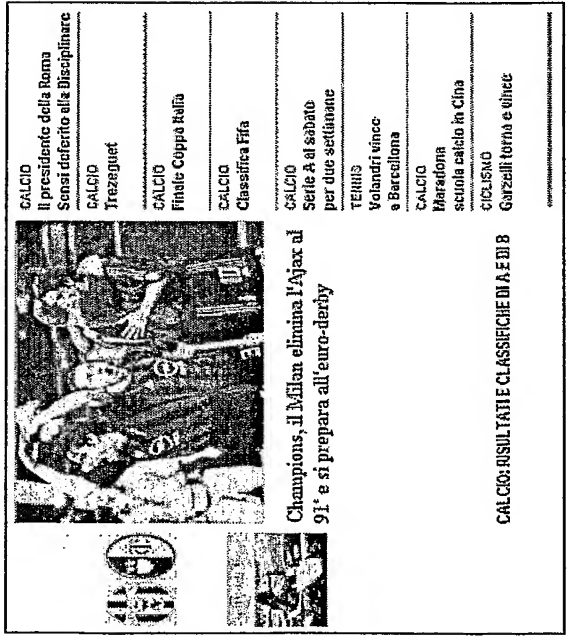 Champions, il Milan elimina l'Ajax al
91° e si prepara all'euro-derby
CALCIO: RISULTATI E CLASSIFICHE DI A E DI B
CALCIO
Il presidente della Roma
Sensi deferito alla Disciplinare
CALCIO
Trezeguet
CALCIO
Finale Coppa Italia
CALCIO
Classifica Fifa
CALCIO
Serie A al sabato
per due settimane
TENNIS
Volandri vince
a Barcellona
CALCIO
Maradona
scuola calcio in Cina
CICLISMO
Garzelli torna e vince